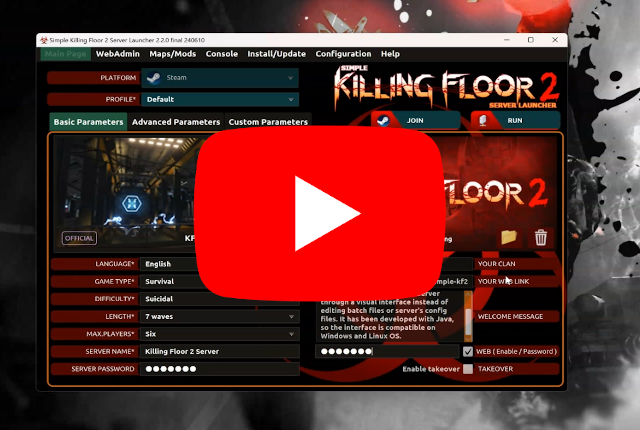 Simple Killing Floor 2 Server Launcher 2.2.0 final 240610
Main Page WebAdmin Maps/Mods Console Install/Update Configuration Help
PLATFORM Steam
PROFILE* Default
SIMPLE
KILLING FLOOR 2
SERVER LAUNCHER
JOIN RUN
Basic Parameters Advanced Parameters Custom Parameters
OFFICIAL
FLOOR 2
LANGUAGE* English
YOUR CLAN
GAME TYPE* Survival
YOUR WEB LINK
DIFFICULTY* Suicidal
through a visual interface instead of
editing batch files or server's config
files. It has been developed with Java,
so the interface is compatible on
Windows and Linux OS.
LENGTH* 7 waves
WELCOME MESSAGE
MAX.PLAYERS* Six
SERVER NAME* Killing Floor 2 Server
WEB ( Enable / Password )
SERVER PASSWORD
Enable takeover TAKEOVER